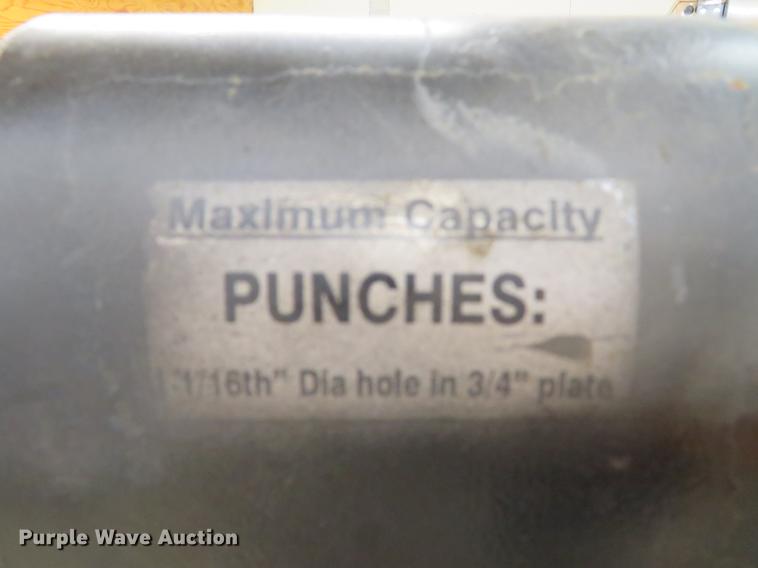 Maximum Capacity
PUNCHES:
1/16th" Dia hole in 3/4" plate
Purple Wave Auction